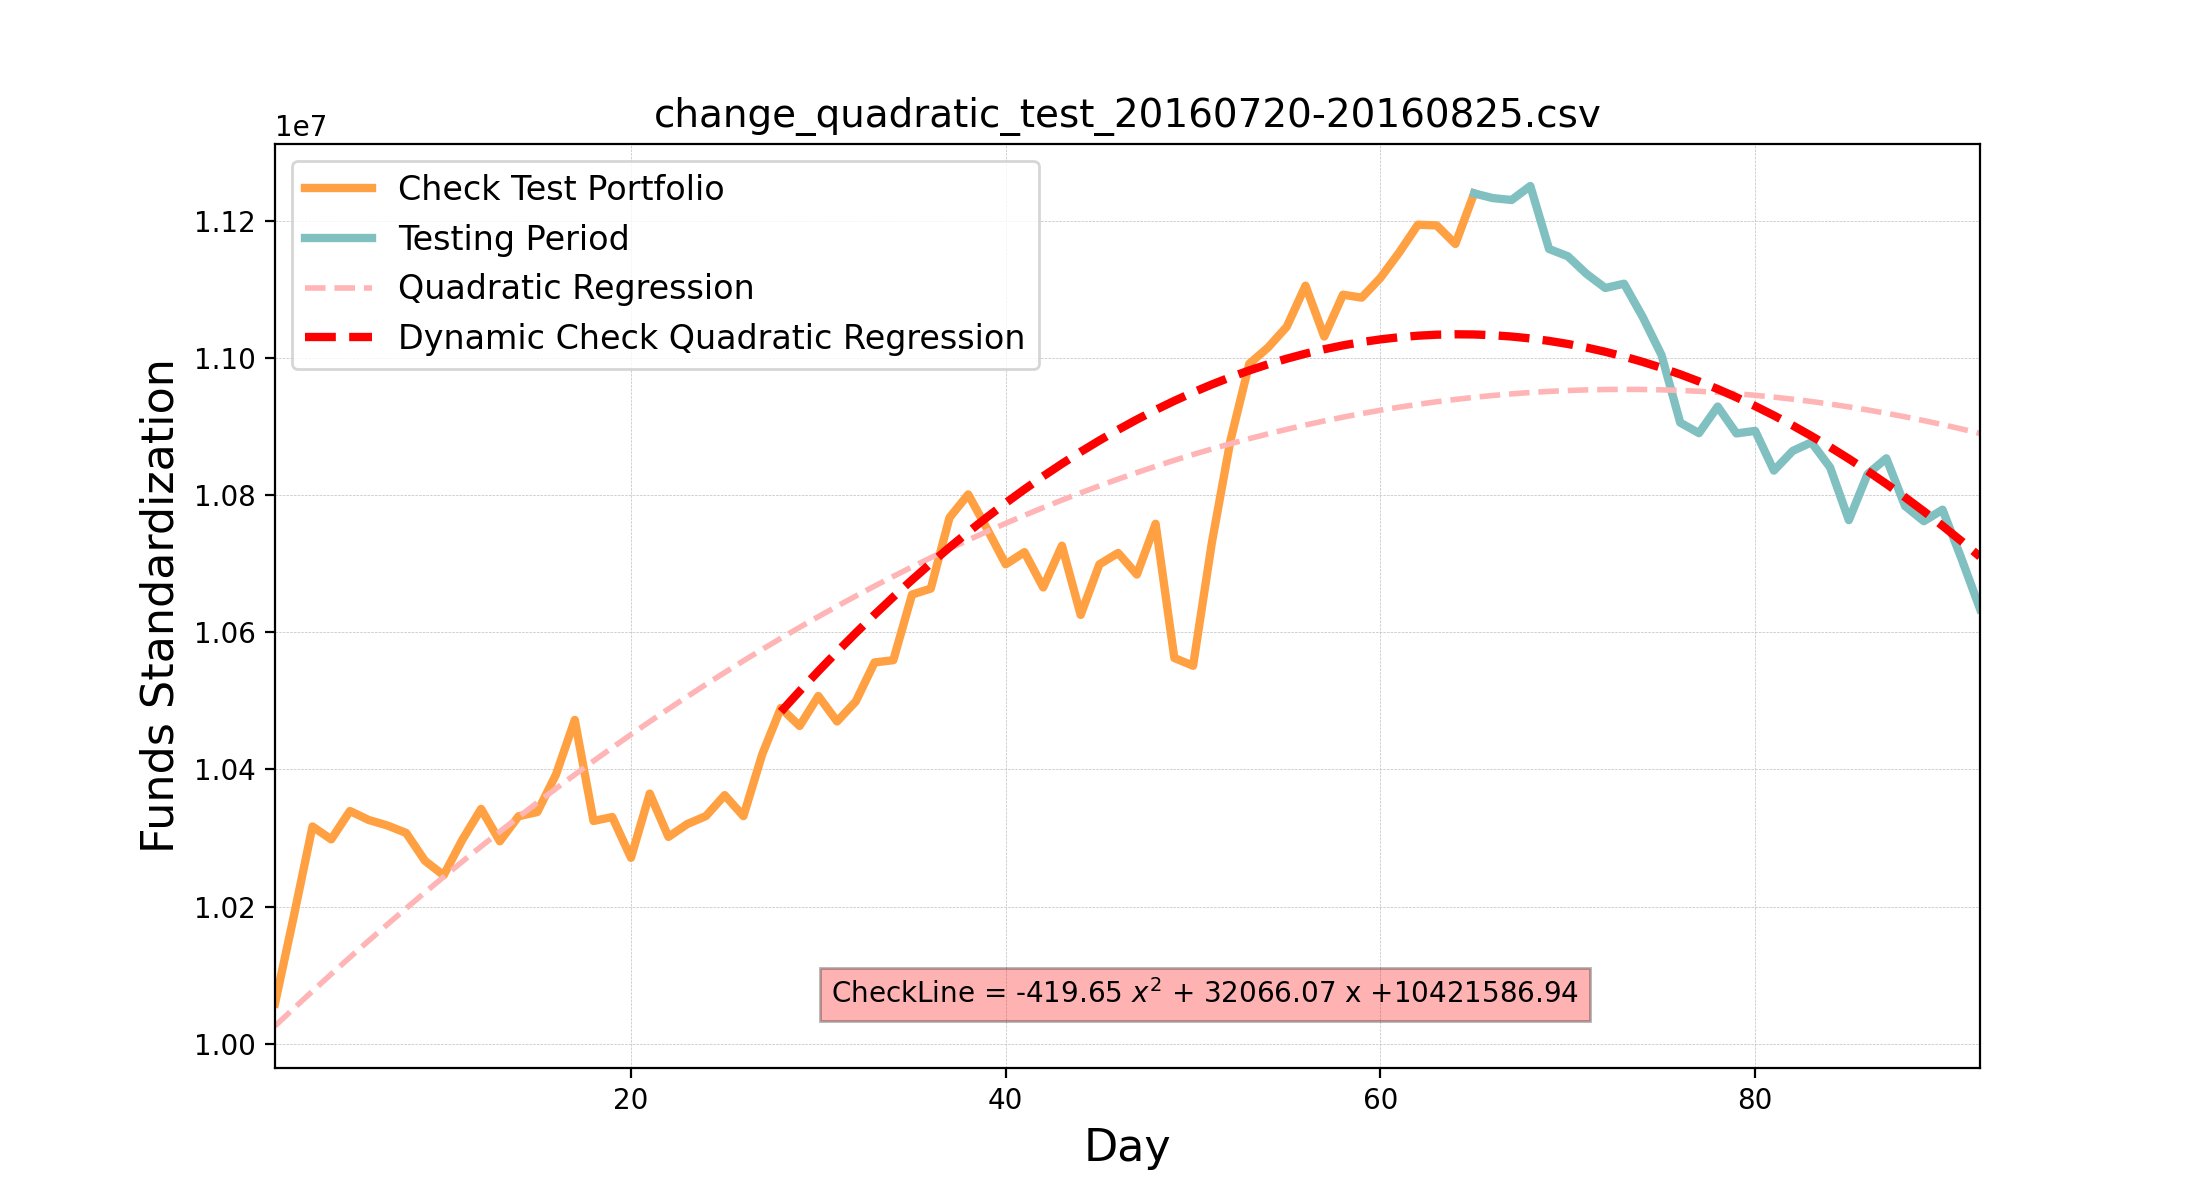 change_quadratic_test_20160720-20160825.csv
1e7
Check Test Portfolio
Testing Period
Quadratic Regression
Dynamic Check Quadratic Regression
1.12
1.10
1.08
1.06
1.04
1.02
1.00
Funds Standardization
CheckLine = -419.65 x² + 32066.07 x +10421586.94
20 40 60 80
Day